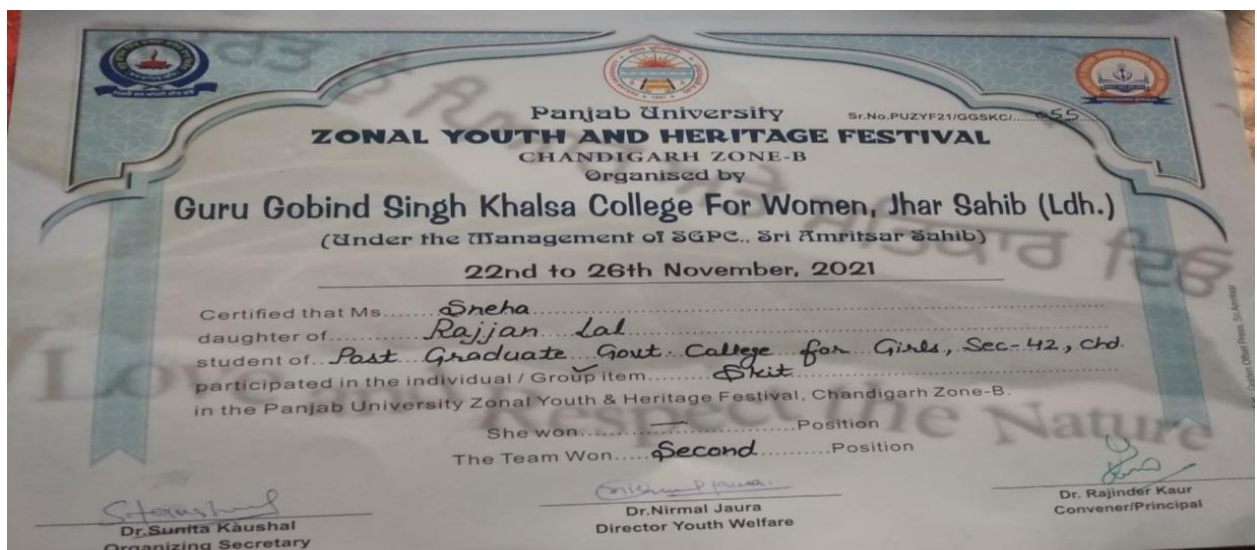 Panjab University
Sr.No.PUZYF21/GGSKC/......055
ZONAL YOUTH AND HERITAGE FESTIVAL
CHANDIGARH ZONE-B
Organised by
Guru Gobind Singh Khalsa College For Women, Jhar Sahib (Ldh.)
(Under the Management of SGPC., Sri Amritsar Sahib)
22nd to 26th November, 2021
Certified that Ms......Sneha
daughter of..........Rajjan Lal
student of..Post Graduate Govt. College for Girls, Sec-42, Chd.
participated in the individual / Group item........Skit
in the Panjab University Zonal Youth & Heritage Festival, Chandigarh Zone-B.
She won......—......Position
The Team Won.....Second..........Position
Love Respect the Nature
Dr.Sunita Kaushal
Organizing Secretary
Dr.Nirmal Jaura
Director Youth Welfare
Dr. Rajinder Kaur
Convener/Principal